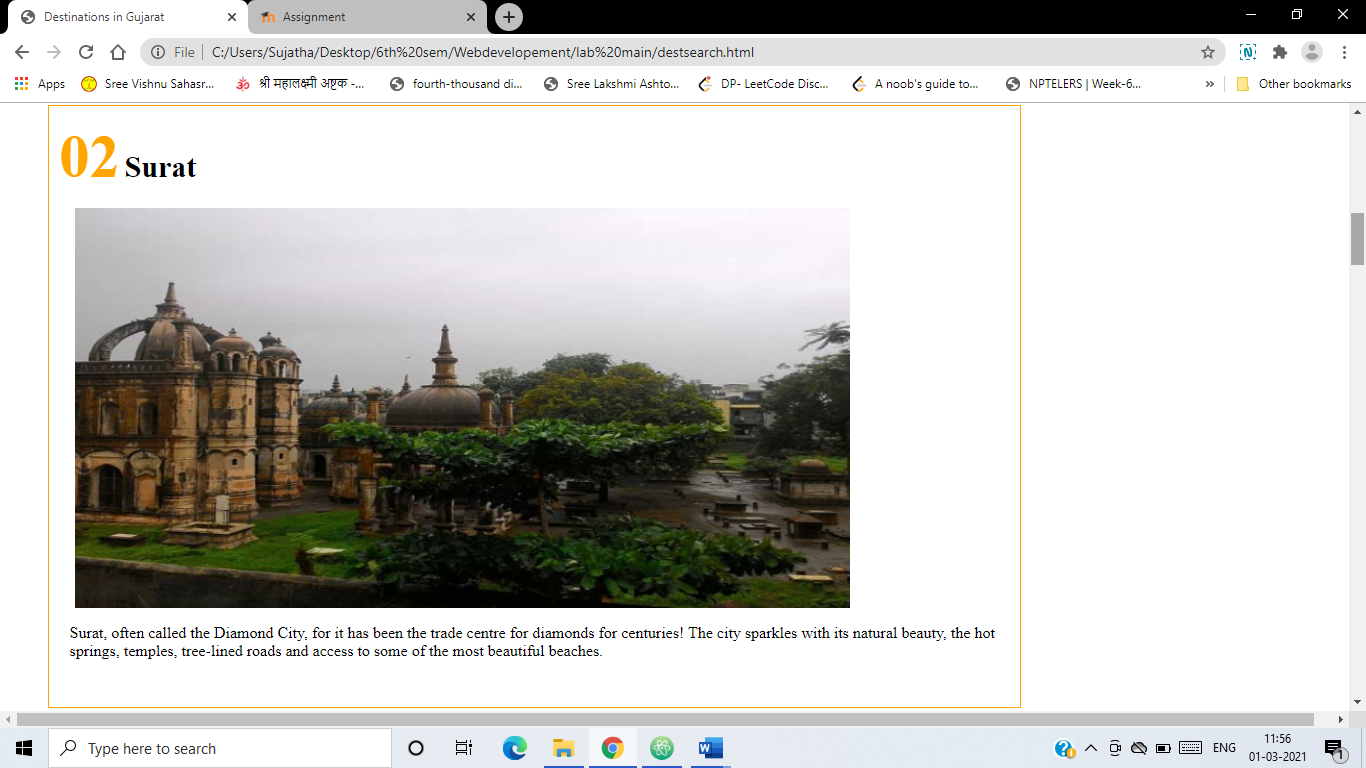 Destinations in Gujarat
Assignment
File
C:/Users/Sujatha/Desktop/6th%20sem/Webdevelopement/lab%20main/destsearch.html
Apps
Sree Vishnu Sahasr...
श्री महालक्ष्मी अष्टक -...
fourth-thousand di...
Sree Lakshmi Ashto...
DP- LeetCode Disc...
A noob's guide to...
NPTELERS | Week-6...
»
Other bookmarks
02 Surat
Surat, often called the Diamond City, for it has been the trade centre for diamonds for centuries! The city sparkles with its natural beauty, the hot
springs, temples, tree-lined roads and access to some of the most beautiful beaches.
Type here to search
ENG
11:56
01-03-2021
1